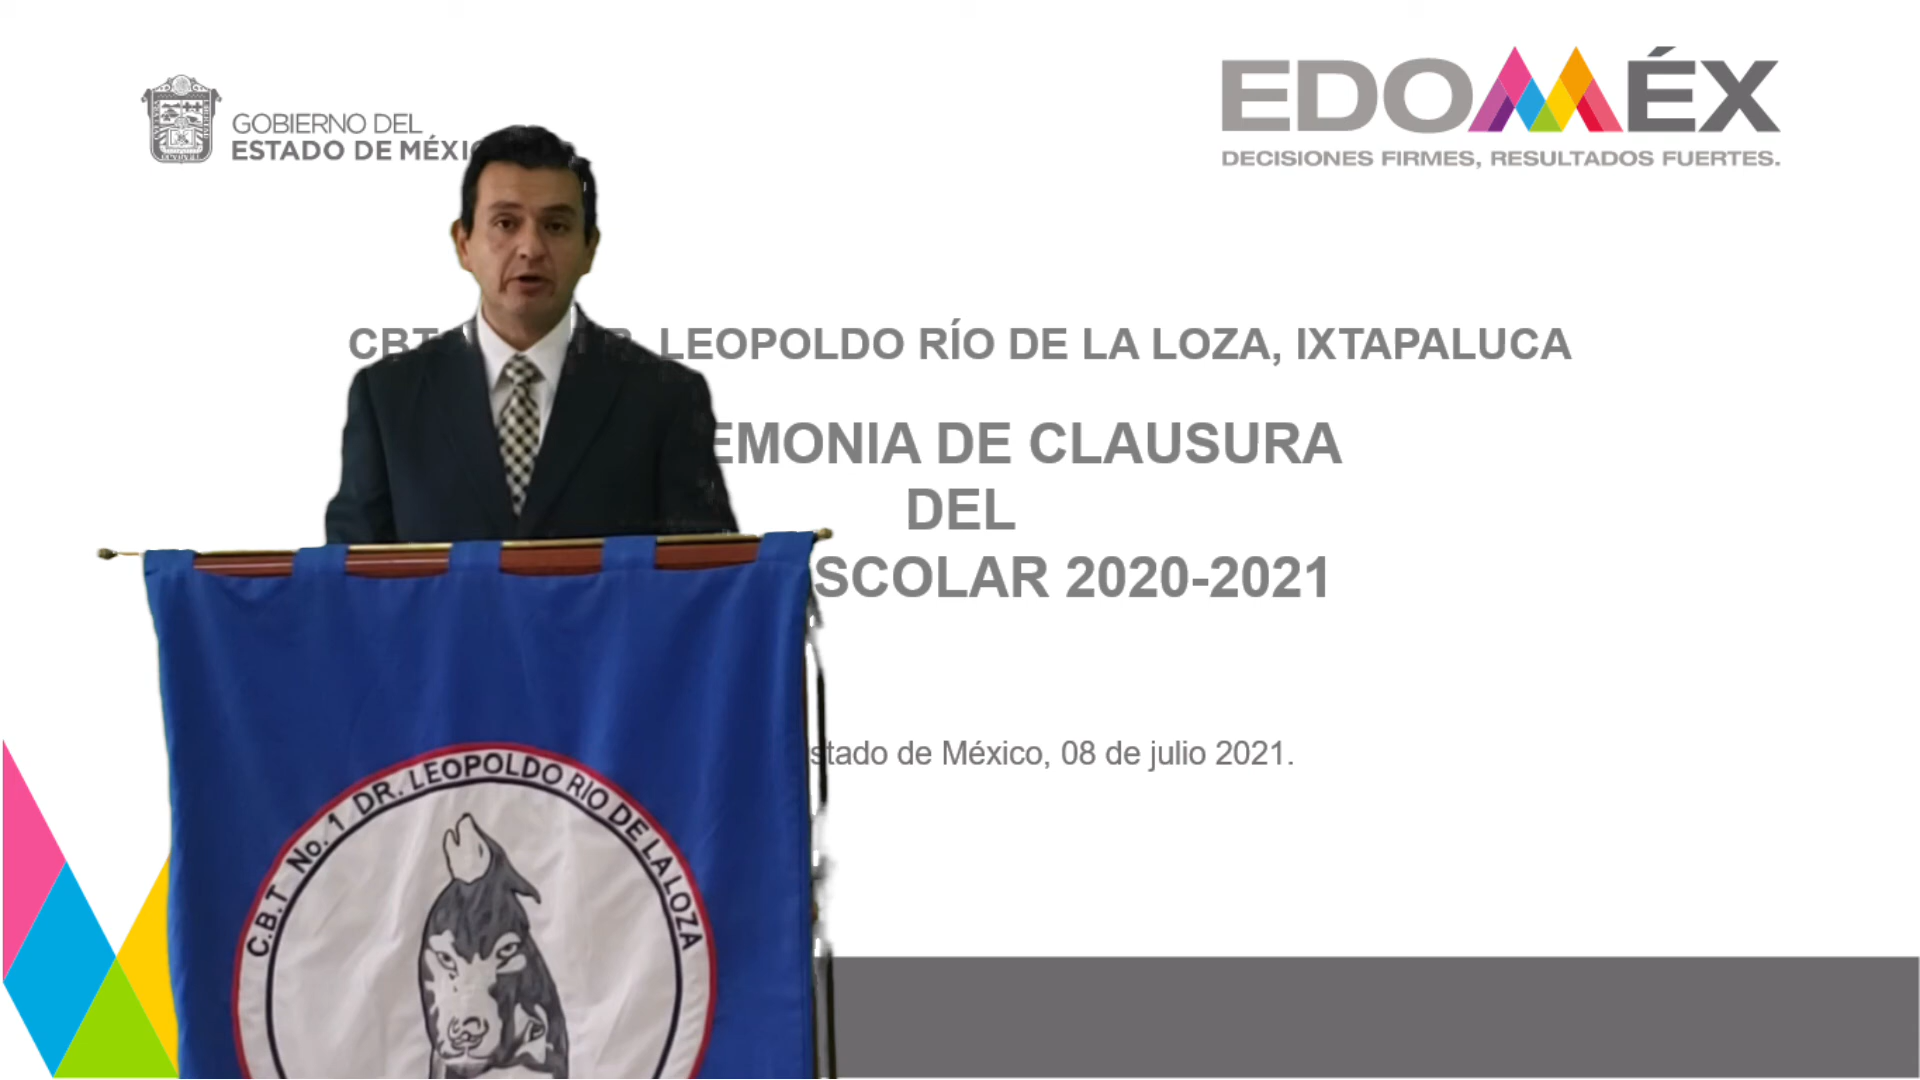 GOBIERNO DEL
ESTADO DE MÉXI
EDOMÉX
DECISIONES FIRMES, RESULTADOS FUERTES.
LEOPOLDO RÍO DE LA LOZA, IXTAPALUCA
EMONIA DE CLAUSURA
DEL
SCOLAR 2020-2021
stado de México, 08 de julio 2021.
C.B.T No. 1 DR. LEOPOLDO RIO DE LA LOZA